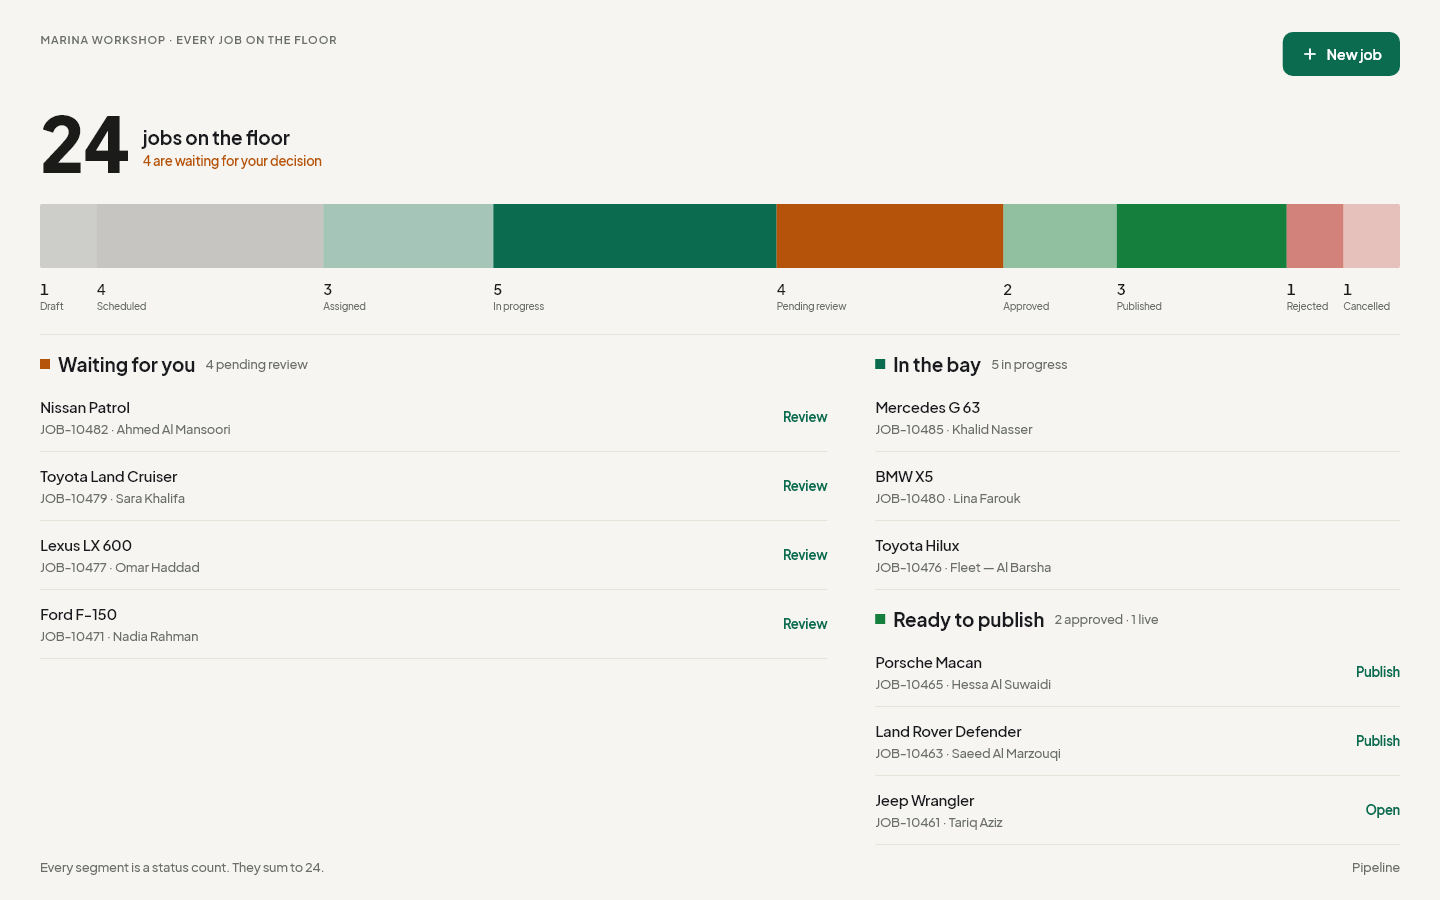 MARINA WORKSHOP · EVERY JOB ON THE FLOOR
+ New job
24
jobs on the floor
4 are waiting for your decision
1
Draft
4
Scheduled
3
Assigned
5
In progress
4
Pending review
2
Approved
3
Published
1
Rejected
1
Cancelled
Waiting for you 4 pending review
Nissan Patrol
JOB-10482 · Ahmed Al Mansoori
Review
Toyota Land Cruiser
JOB-10479 · Sara Khalifa
Review
Lexus LX 600
JOB-10477 · Omar Haddad
Review
Ford F-150
JOB-10471 · Nadia Rahman
Review
In the bay 5 in progress
Mercedes G 63
JOB-10485 · Khalid Nasser
BMW X5
JOB-10480 · Lina Farouk
Toyota Hilux
JOB-10476 · Fleet — Al Barsha
Ready to publish 2 approved · 1 live
Porsche Macan
JOB-10465 · Hessa Al Suwaidi
Publish
Land Rover Defender
JOB-10463 · Saeed Al Marzouqi
Publish
Jeep Wrangler
JOB-10461 · Tariq Aziz
Open
Every segment is a status count. They sum to 24.
Pipeline